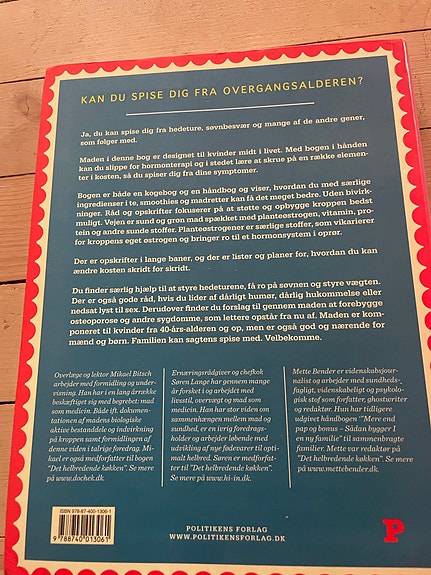 KAN DU SPISE DIG FRA OVERGANGSALDEREN?
Ja, du kan spise dig fra hedeture, søvnbesvær og mange af de andre gener,
som følger med.
Maden i denne bog er designet til kvinder midt i livet. Med bogen i hånden
kan du slippe for hormonterapi og i stedet lære at skrue på en række elemen-
ter i kosten, så du spiser dig fra dine symptomer.
Bogen er både en kogebog og en håndbog og viser, hvordan du med særlige
ingredienser i te, smoothies og madretter kan få det meget bedre. Uden bivirk-
ninger. Råd og opskrifter fokuserer på at støtte og opbygge kroppen bedst
muligt. Vejen er sund og grøn mad spækket med planteøstrogen, vitamin, pro-
tein og andre sunde stoffer. Planteøstrogener er særlige stoffer, som vikarierer
for kroppens eget østrogen og bringer ro til et hormonsystem i oprør.
Der er opskrifter i lange baner, og der er lister og planer for, hvordan du kan
ændre kosten skridt for skridt.
Du finder særlig hjælp til at styre hedeturene, få ro på søvnen og styre vægten.
Der er også gode råd, hvis du lider af dårligt humør, dårlig hukommelse eller
nedsat lyst til sex. Derudover finder du forslag til gennem maden at forebygge
osteoporose og andre sygdomme, som lettere opstår fra nu af. Maden er kom-
poneret til kvinder fra 40-års-alderen og op, men er også god og nærende for
mænd og børn. Familien kan sagtens spise med. Velbekomme.
Overlæge og lektor Mikael Bitsch
arbejder med formidling og under-
visning. Han har i en lang årrække
beskæftiget sig med begrebet: mad
som medicin. Både ift. dokumen-
tationen af madens biologiske
aktive bestanddele og indvirkning
på kroppen samt formidlingen af
denne viden i talrige foredrag. Mi-
kael er også medforfatter til bogen
"Det helbredende køkken". Se mere
på www.dochek.dk.
Ernæringsrådgiver og chefkok
Søren Lange har gennem mange
år forsket i og arbejdet med
livsstil, overvægt og mad som
medicin. Han har stor viden om
sammenhængen mellem mad og
sundhed, er en ivrig foredrags-
holder og arbejder løbende med
udvikling af nye fødevarer til opti-
malt helbred. Søren er medforfat-
ter til "Det helbredende køkken".
Se mere på www.hi-in.dk.
Mette Bender er videnskabsjour-
nalist og arbejder med sundheds-
fagligt, videnskabeligt og psykolo-
gisk stof som forfatter, ghostwriter
og redaktør. Hun har tidligere
udgivet håndbogen "Mere end
pap og bonus – Sådan bygger I
en ny familie" til sammenbragte
familier. Mette var redaktør på
"Det helbredende køkken". Se mere
på www.mettebender.dk.
ISBN 978-87-400-1306-1
9 788740 013061
POLITIKENS FORLAG
WWW.POLITIKENSFORLAG.DK
P